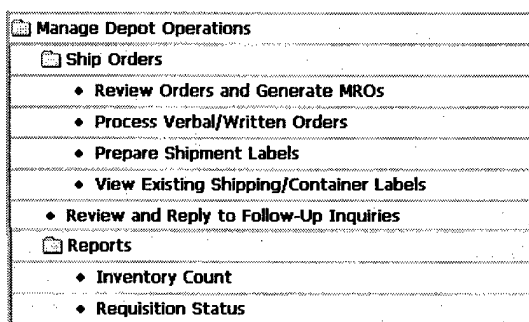 Manage Depot Operations
Ship Orders
Review Orders and Generate MROs
Process Verbal/Written Orders
Prepare Shipment Labels
View Existing Shipping/Container Labels
Review and Reply to Follow-Up Inquiries
Reports
Inventory Count
Requisition Status